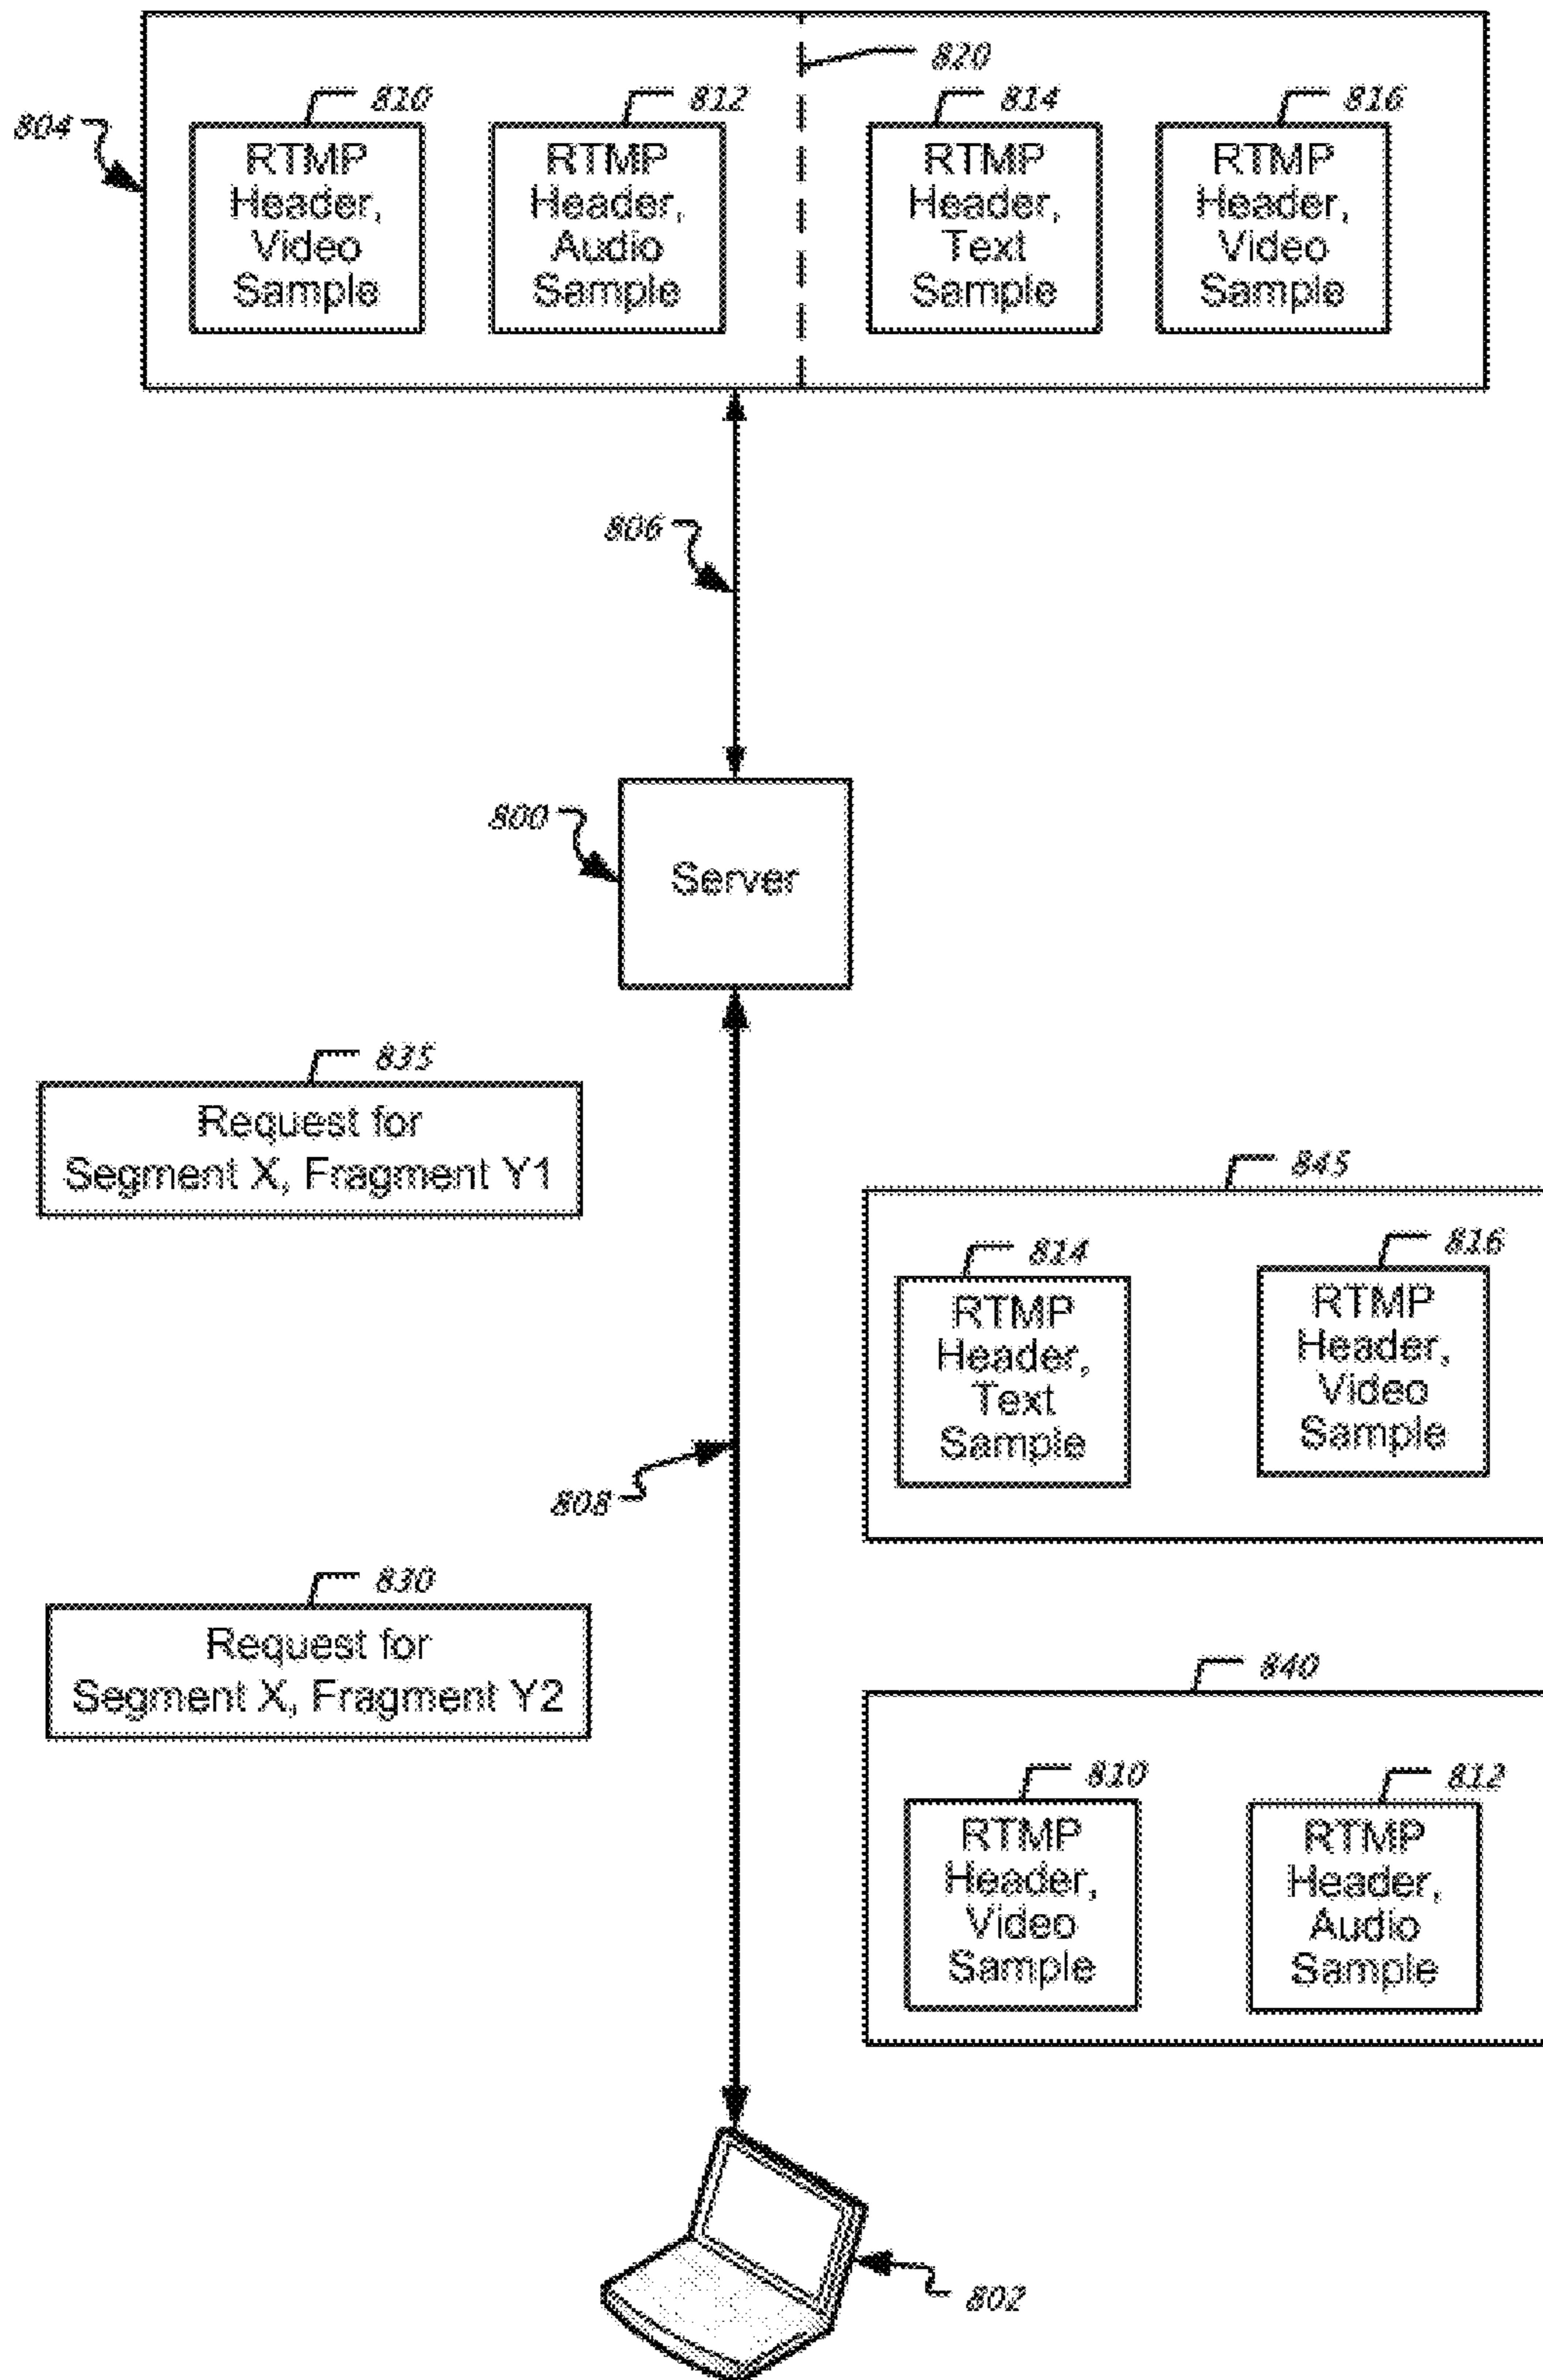 820
810
812
814
816
804
RTMP
Header,
Video
Sample
RTMP
Header,
Audio
Sample
RTMP
Header,
Text
Sample
RTMP
Header,
Video
Sample
806
800
Server
835
Request for
Segment X, Fragment Y1
845
814
816
RTMP
Header,
Text
Sample
RTMP
Header,
Video
Sample
808
830
Request for
Segment X, Fragment Y2
840
810
812
RTMP
Header,
Video
Sample
RTMP
Header,
Audio
Sample
802